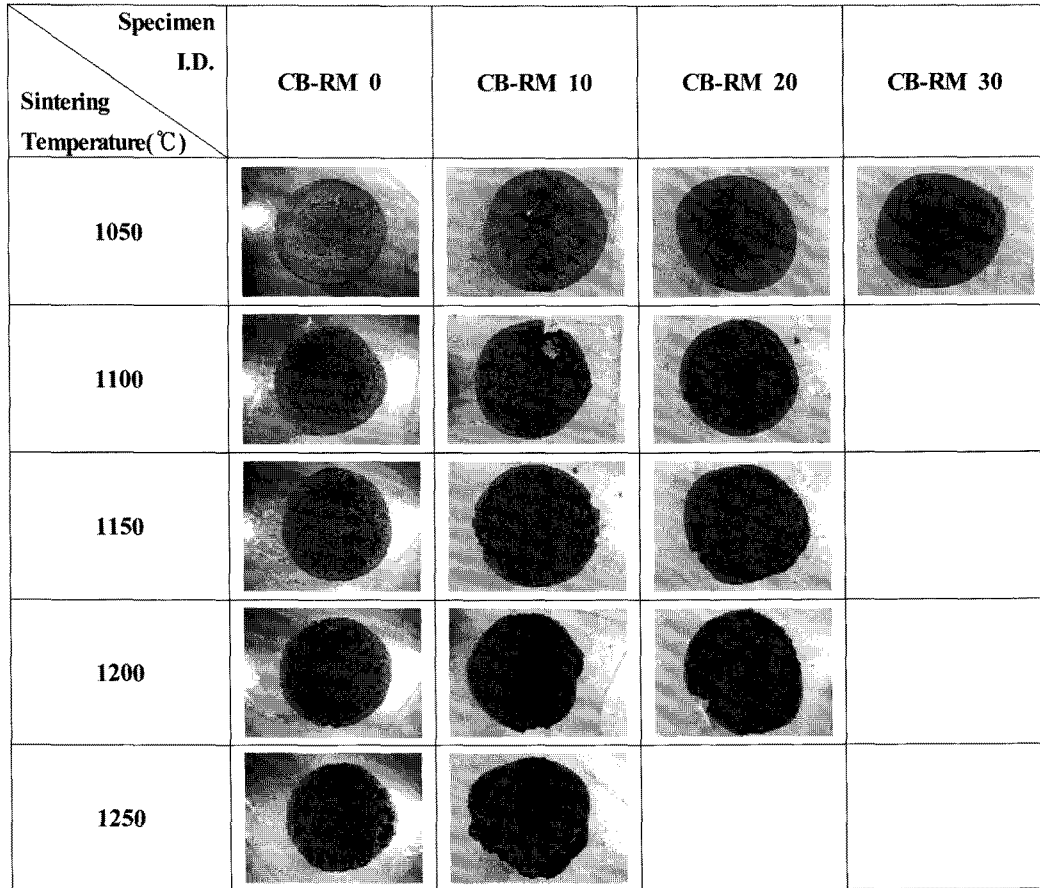 Specimen
I.D.
Sintering
Temperature(℃)
CB-RM 0
CB-RM 10
CB-RM 20
CB-RM 30
1050
1100
1150
1200
1250